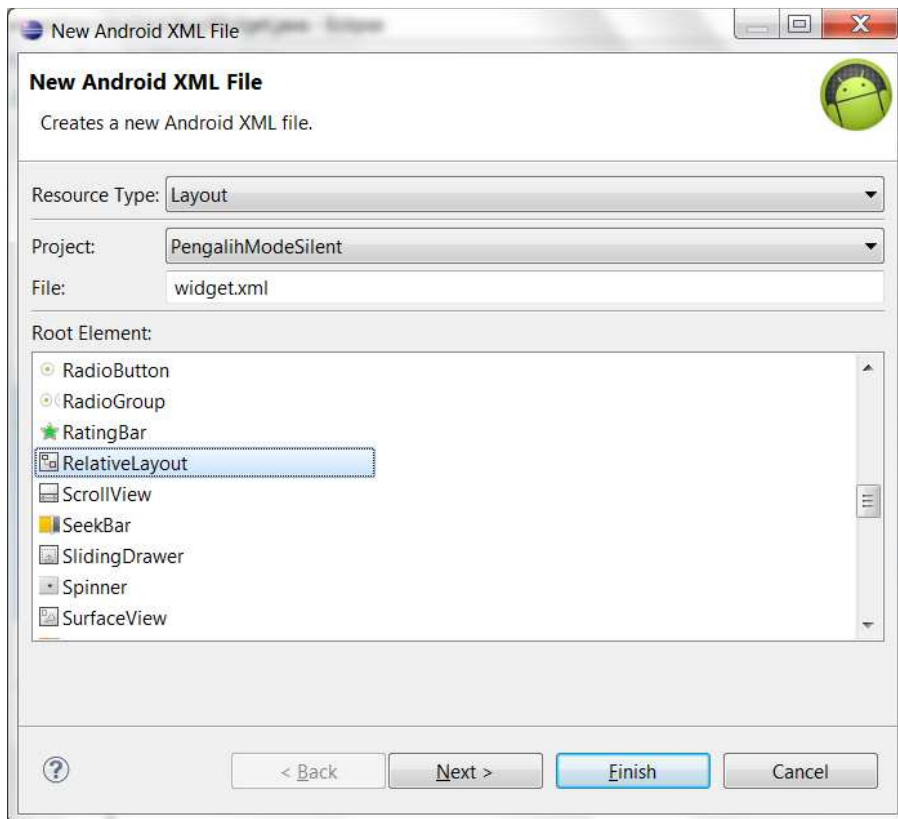 New Android XML File
New Android XML File
Creates a new Android XML file.
Resource Type: Layout
Project: PengalihModeSilent
File: widget.xml
Root Element:
RadioButton
RadioGroup
RatingBar
RelativeLayout
ScrollView
SeekBar
SlidingDrawer
Spinner
SurfaceView
< Back Next > Finish Cancel